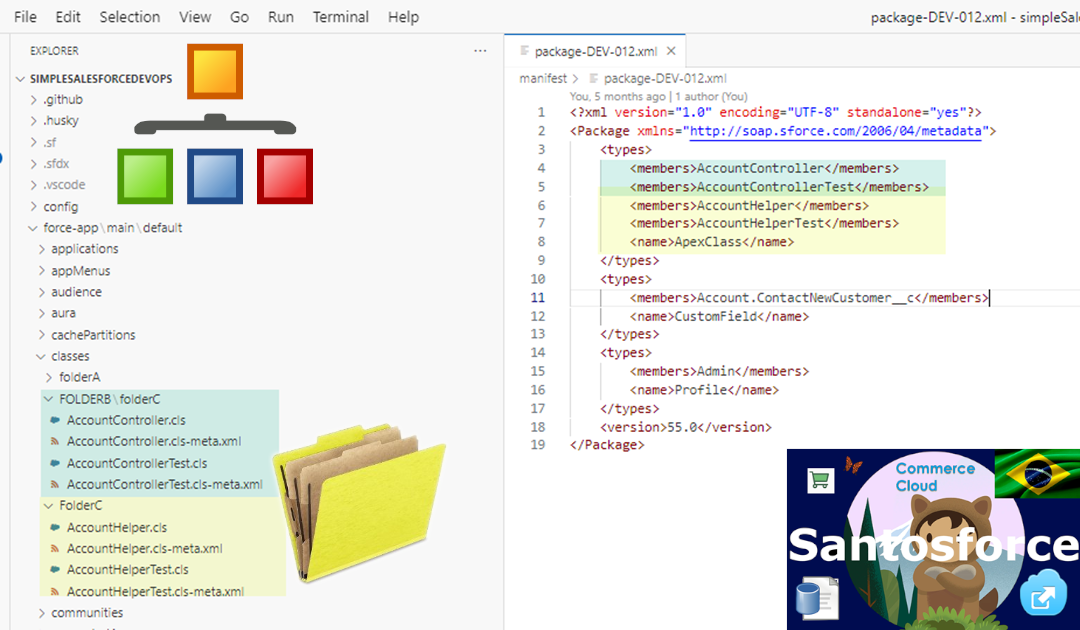 File Edit Selection View Go Run Terminal Help
package-DEV-012.xml - simpleSale
EXPLORER
SIMPLESALESFORCEDEVOPS
.github
.husky
.sf
.sfdx
.vscode
config
force-app\main\default
applications
appMenus
audience
aura
cachePartitions
classes
folderA
FOLDERB\folderC
AccountController.cls
AccountController.cls-meta.xml
AccountControllerTest.cls
AccountControllerTest.cls-meta.xml
FolderC
AccountHelper.cls
AccountHelper.cls-meta.xml
AccountHelperTest.cls
AccountHelperTest.cls-meta.xml
communities
package-DEV-012.xml
manifest > package-DEV-012.xml
You, 5 months ago | 1 author (You)
1 <?xml version="1.0" encoding="UTF-8" standalone="yes"?>
2 <Package xmlns="http://soap.sforce.com/2006/04/metadata">
3 <types>
4 <members>AccountController</members>
5 <members>AccountControllerTest</members>
6 <members>AccountHelper</members>
7 <members>AccountHelperTest</members>
8 <name>ApexClass</name>
9 </types>
10 <types>
11 <members>Account.ContactNewCustomer__c</members>
12 <name>CustomField</name>
13 </types>
14 <types>
15 <members>Admin</members>
16 <name>Profile</name>
17 </types>
18 <version>55.0</version>
19 </Package>
Commerce
Cloud
Santosforce